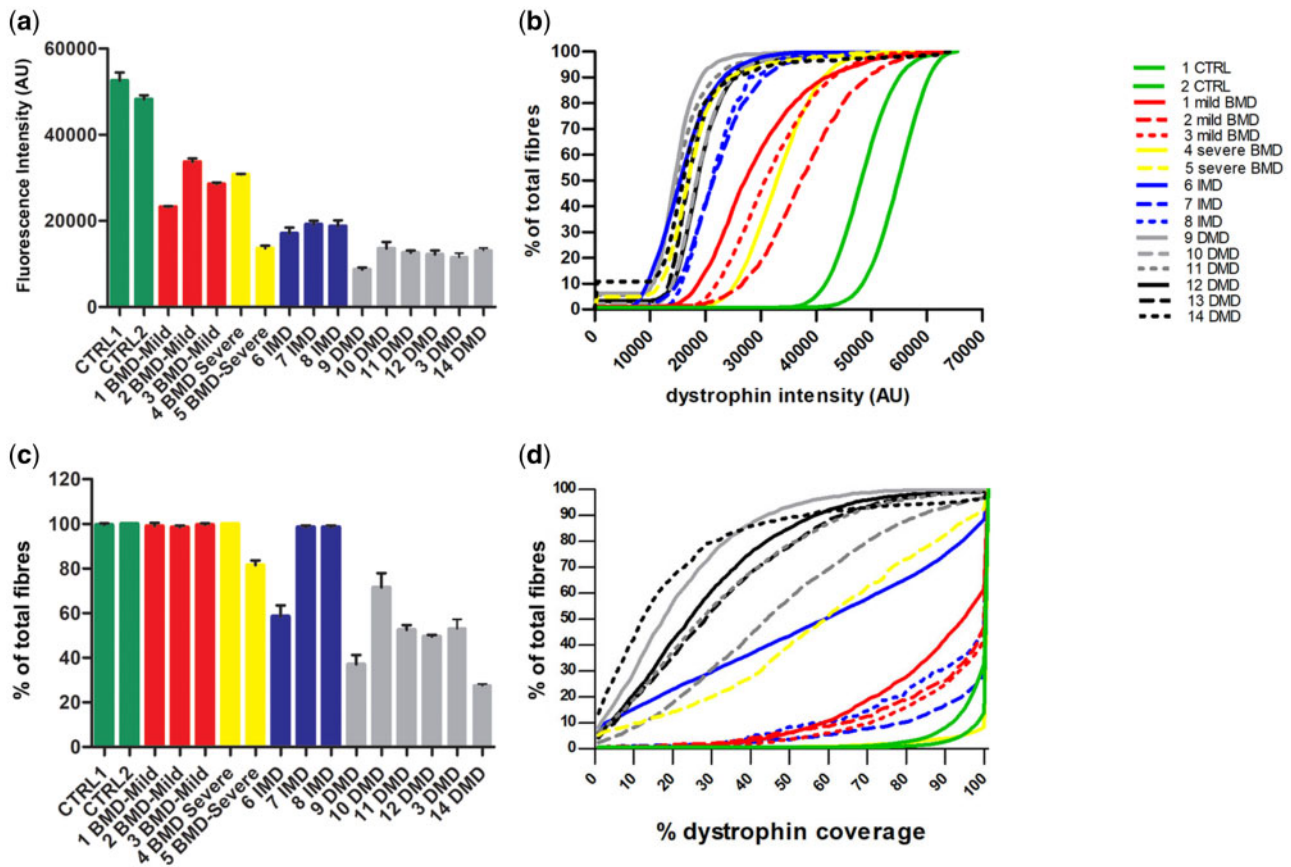 (a)
Fluorescence Intensity (AU)
60000
40000
20000
0
CTRL1
CTRL2
1 BMD-Mild
2 BMD-Mild
3 BMD-Mild
4 BMD Severe
5 BMD-Severe
6 IMD
7 IMD
8 IMD
9 DMD
10 DMD
11 DMD
12 DMD
3 DMD
14 DMD
(b)
% of total fibres
100
90
80
70
60
50
40
30
20
10
0
0
10000
20000
30000
40000
50000
60000
70000
dystrophin intensity (AU)
1 CTRL
2 CTRL
1 mild BMD
2 mild BMD
3 mild BMD
4 severe BMD
5 severe BMD
6 IMD
7 IMD
8 IMD
9 DMD
10 DMD
11 DMD
12 DMD
13 DMD
14 DMD
(c)
% of total fibres
120
100
80
60
40
20
0
CTRL1
CTRL2
1 BMD-Mild
2 BMD-Mild
3 BMD-Mild
4 BMD Severe
5 BMD-Severe
6 IMD
7 IMD
8 IMD
9 DMD
10 DMD
11 DMD
12 DMD
3 DMD
14 DMD
(d)
% of total fibres
100
90
80
70
60
50
40
30
20
10
0
0
10
20
30
40
50
60
70
80
90
100
% dystrophin coverage